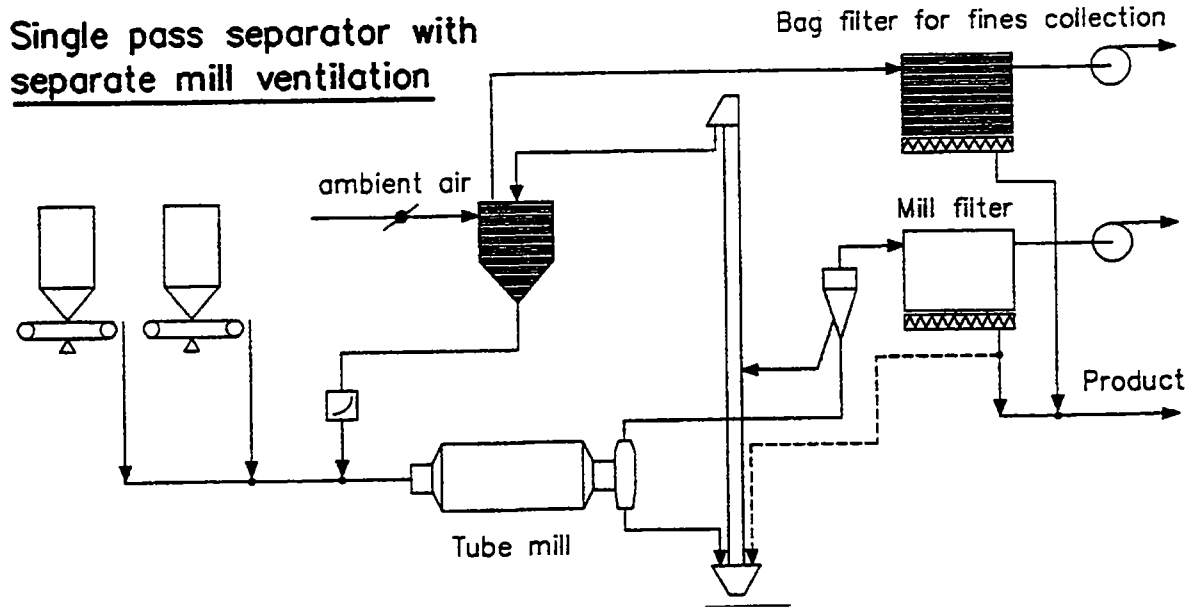 Single pass separator with
separate mill ventilation
Bag filter for fines collection
ambient air
Mill filter
Product
Tube mill